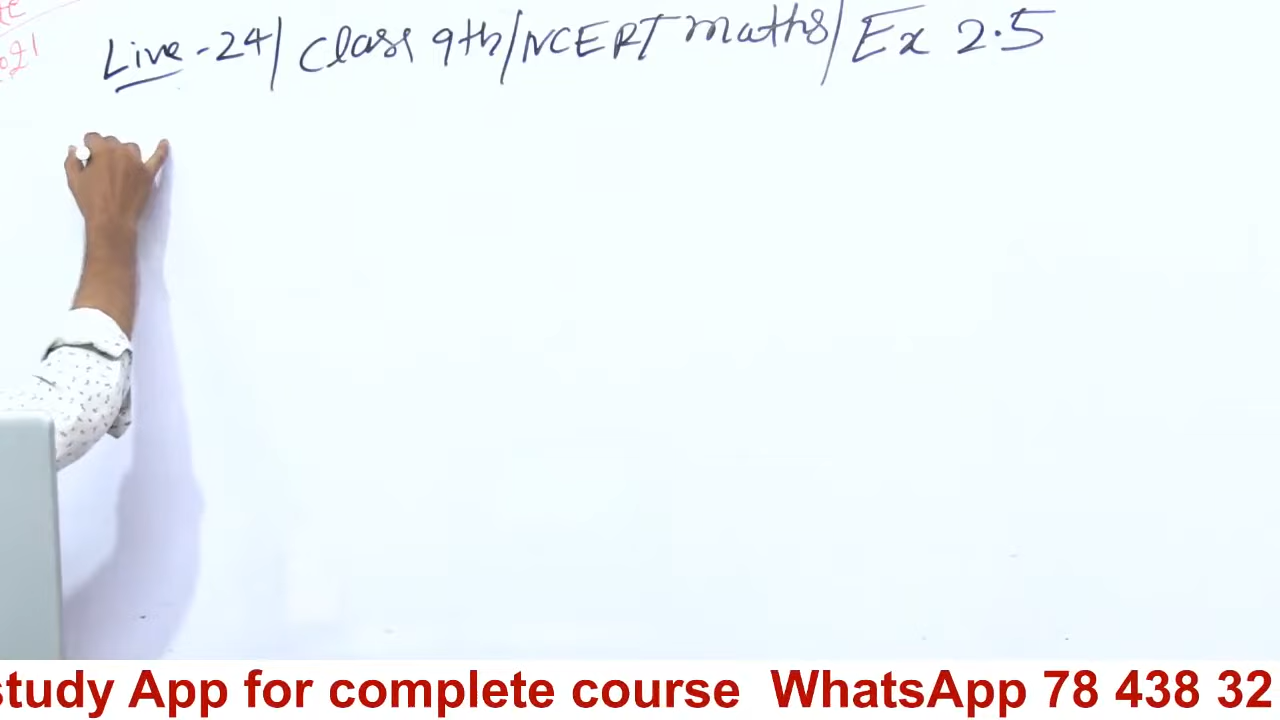 Live - 24 / Class 9th / NCERT Maths / Ex 2.5
study App for complete course WhatsApp 78 438 32